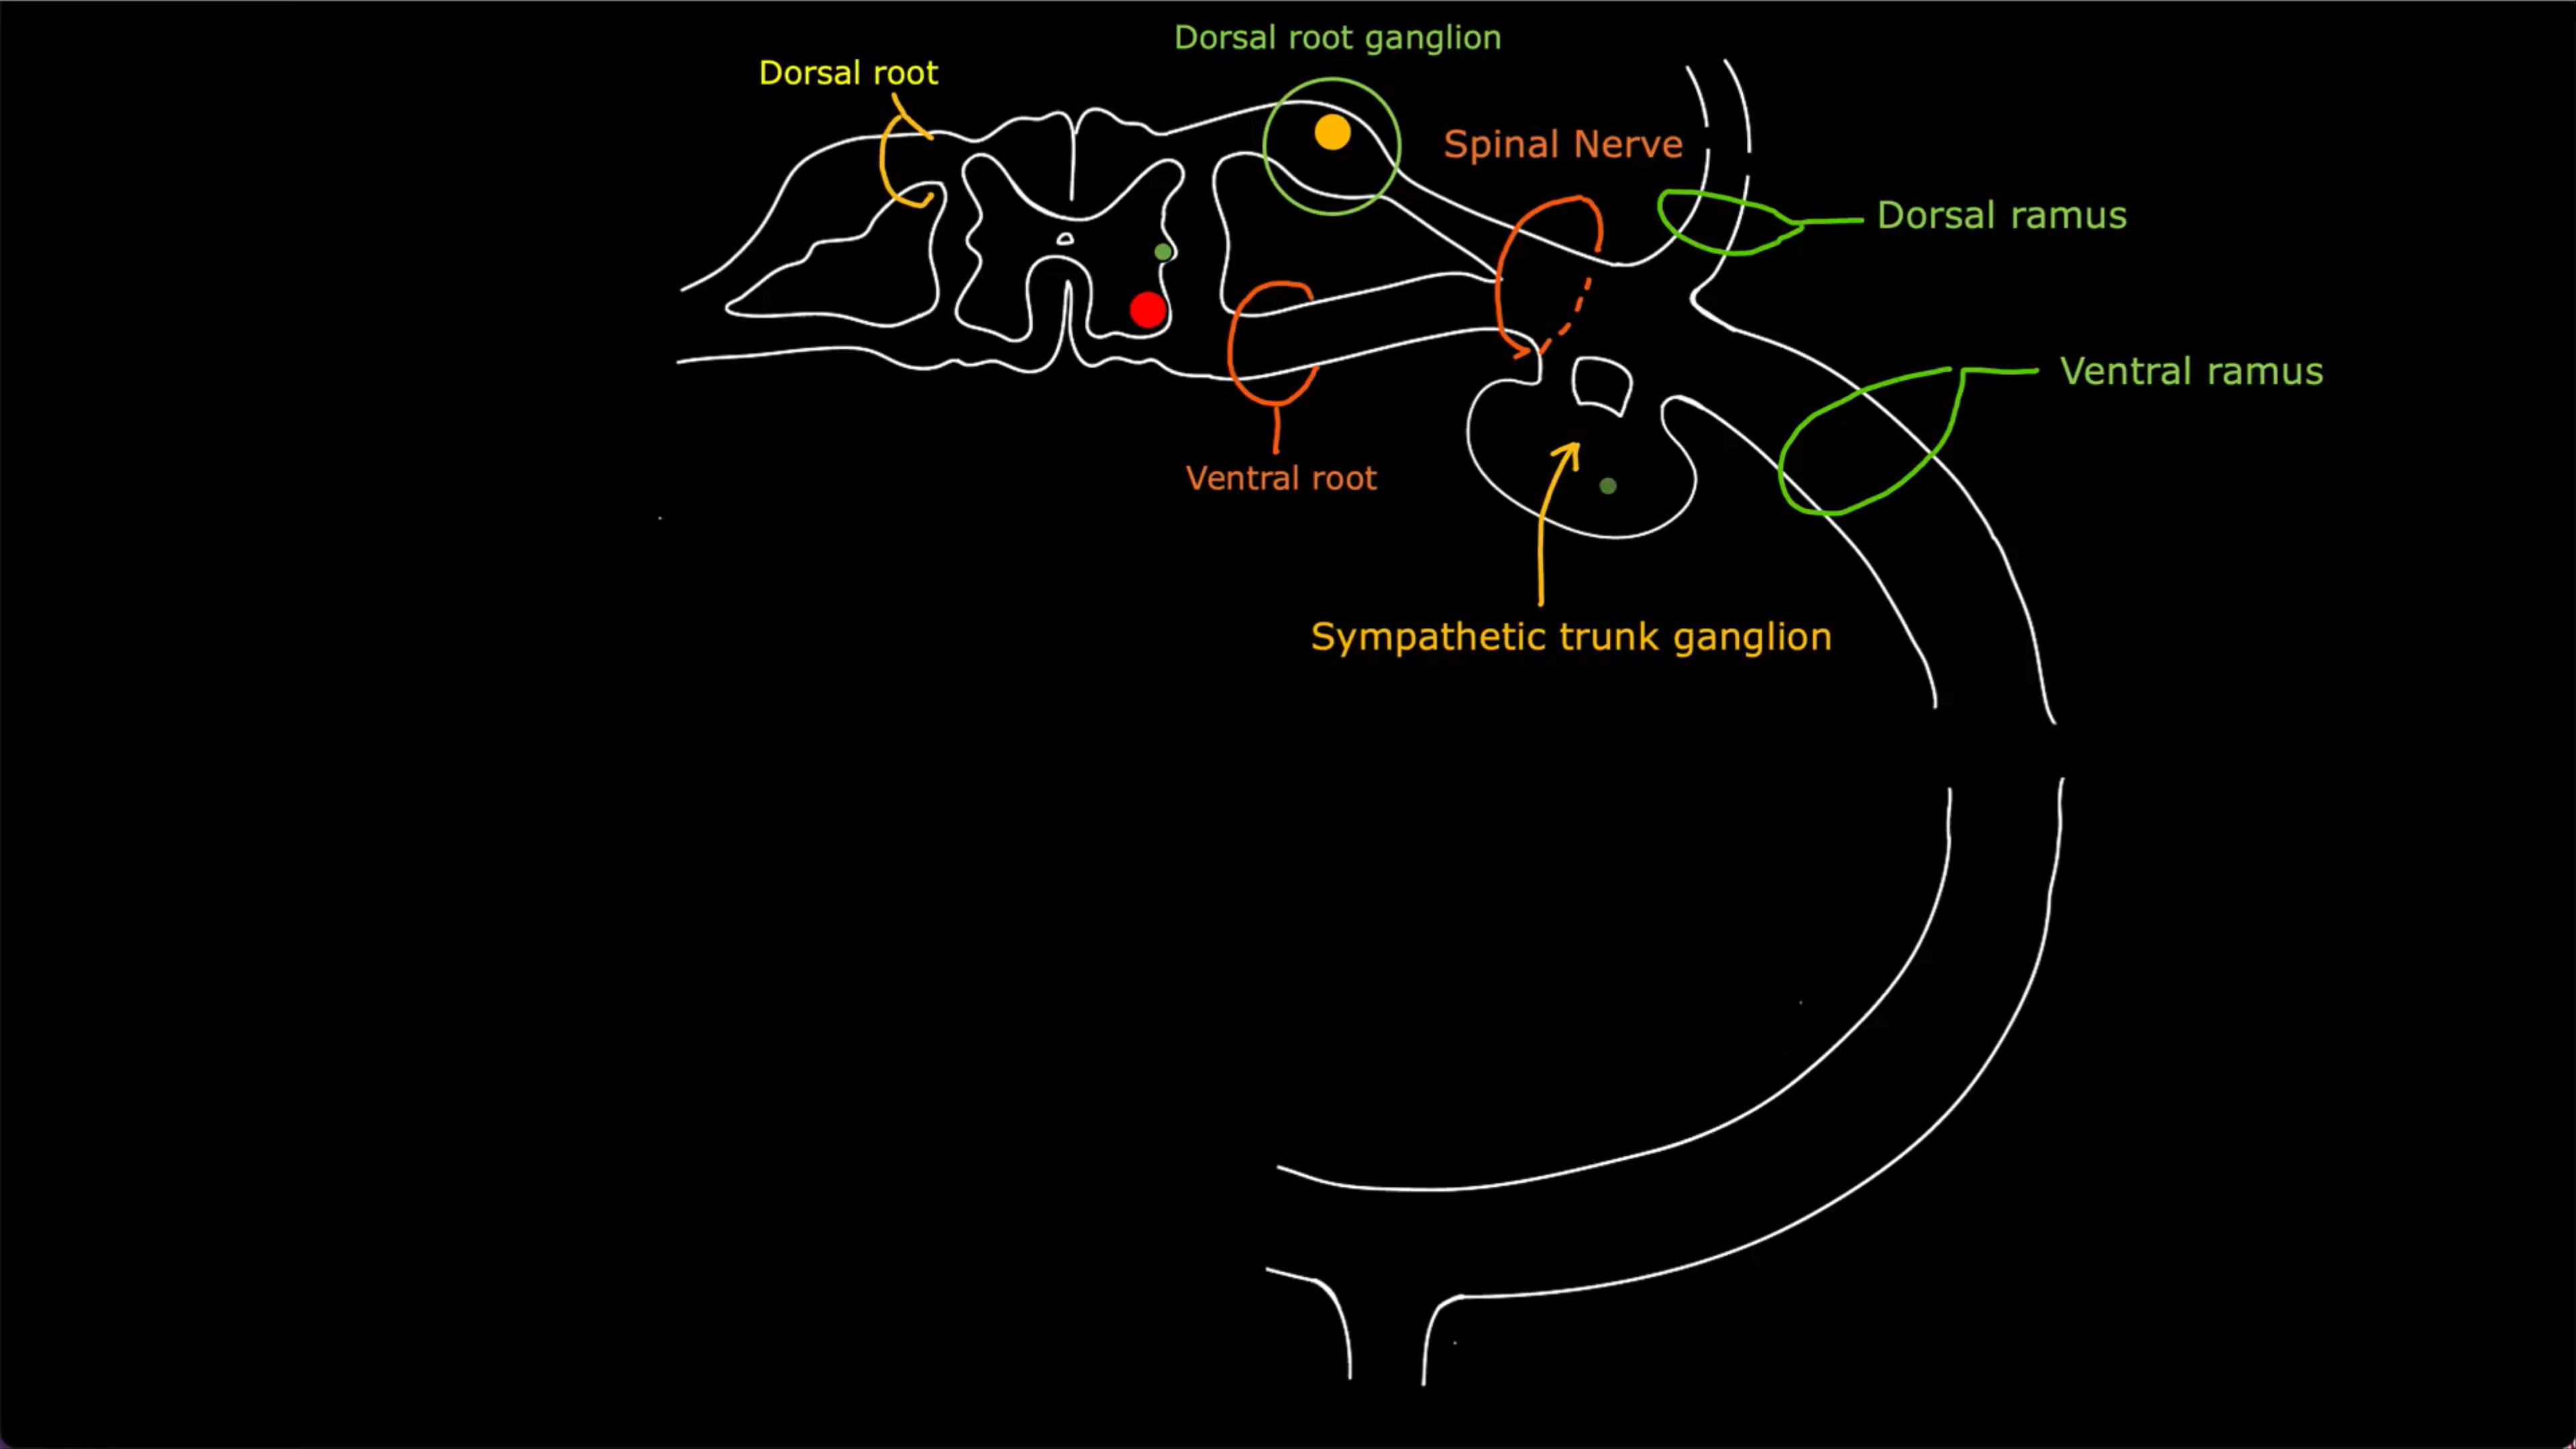 Dorsal root ganglion
Dorsal root
Spinal Nerve
Dorsal ramus
Ventral ramus
Ventral root
Sympathetic trunk ganglion